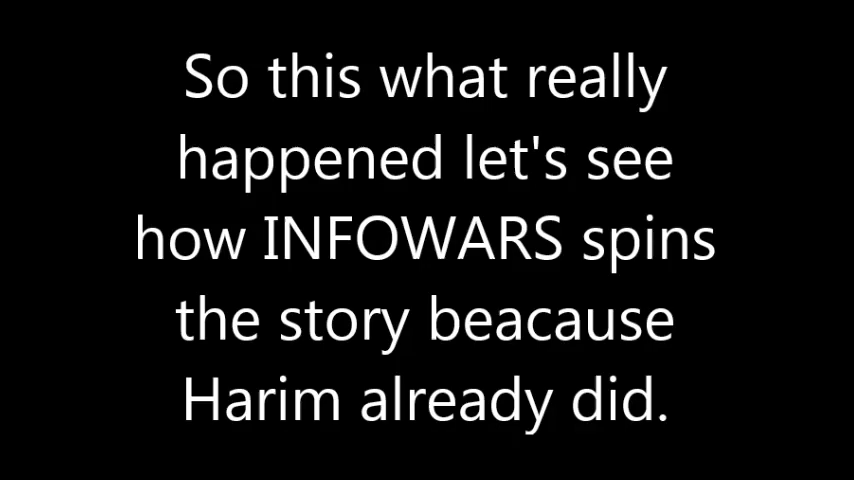 So this what really
happened let's see
how INFOWARS spins
the story beacause
Harim already did.